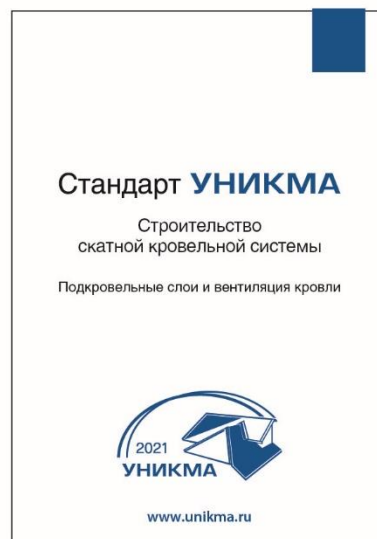 Стандарт УНИКМА
Строительство
скатной кровельной системы
Подкровельные слои и вентиляция кровли
2021
УНИКМА
www.unikma.ru